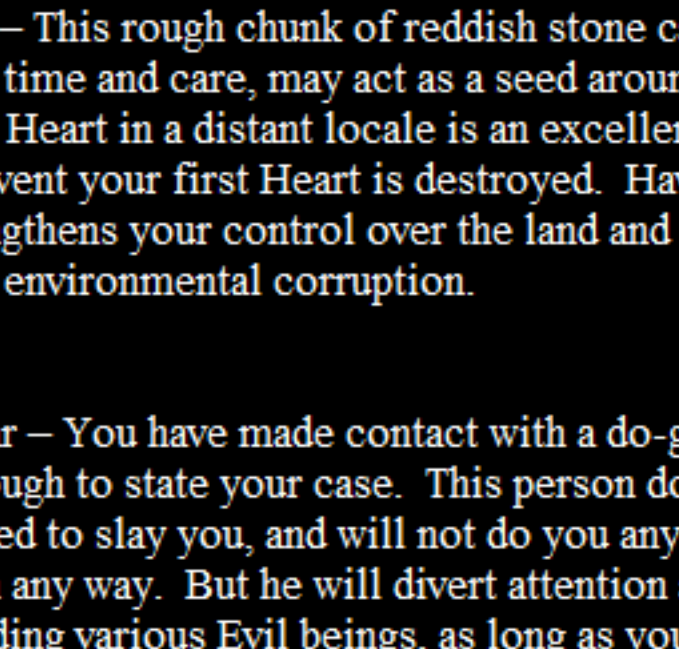 – This rough chunk of reddish stone c
time and care, may act as a seed aroun
Heart in a distant locale is an excellen
vent your first Heart is destroyed.  Hav
gthens your control over the land and
environmental corruption.
r – You have made contact with a do-g
ough to state your case.  This person do
ed to slay you, and will not do you any
any way.  But he will divert attention
ding various Evil beings, as long as you